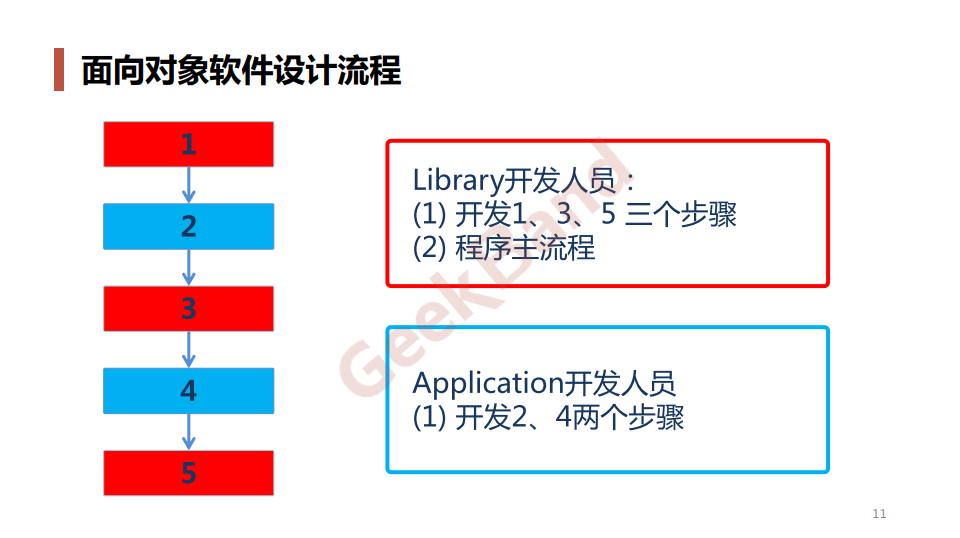 面向对象软件设计流程
1
2
3
4
5
Library开发人员：
(1) 开发1、3、5 三个步骤
(2) 程序主流程
Application开发人员
(1) 开发2、4两个步骤
GeekBand
11